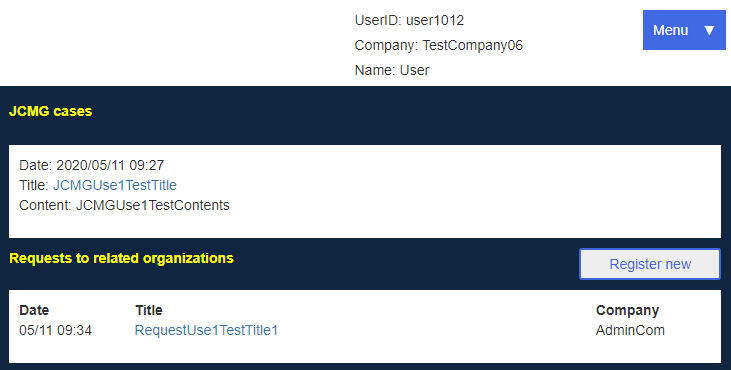 UserID: user1012
Company: TestCompany06
Name: User
Menu ▼
JCMG cases
Date: 2020/05/11 09:27
Title: JCMGUse1TestTitle
Content: JCMGUse1TestContents
Requests to related organizations
Register new
Date Title Company
05/11 09:34 RequestUse1TestTitle1 AdminCom